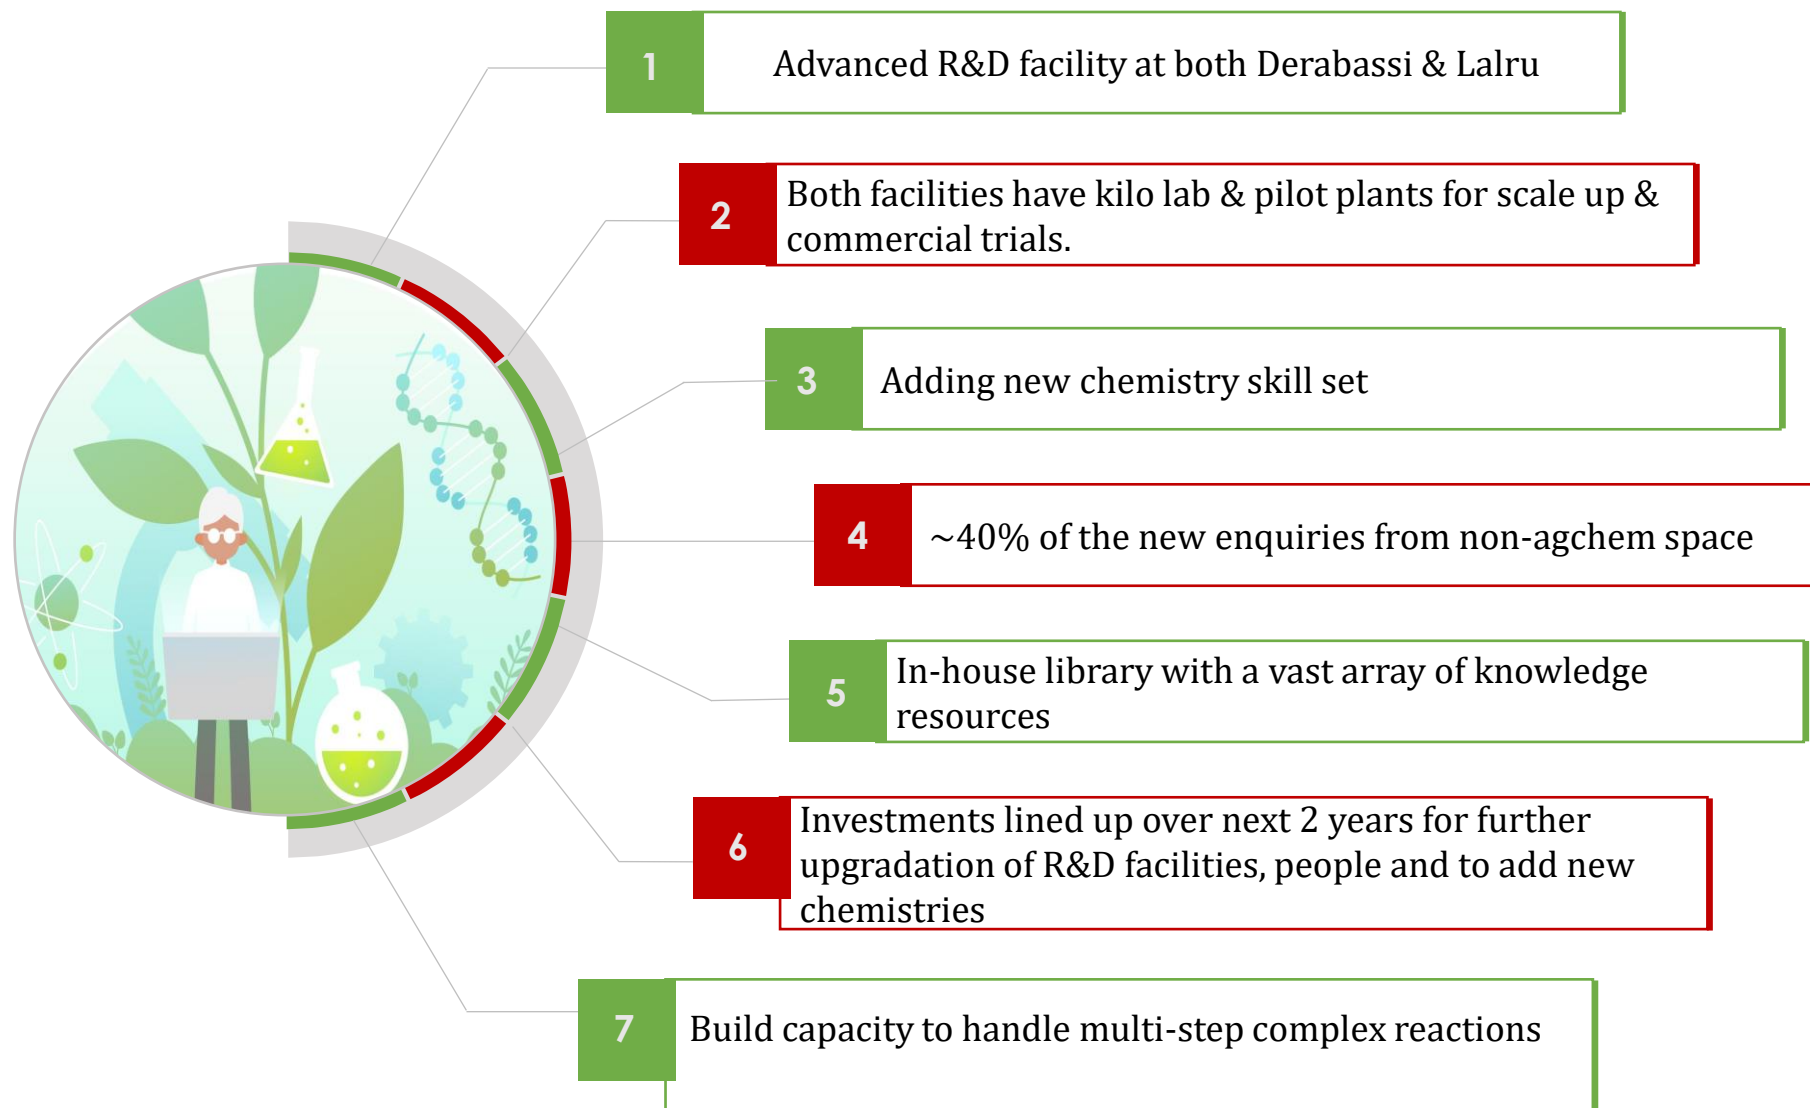 1
Advanced R&D facility at both Derabassi & Lalru
2
Both facilities have kilo lab & pilot plants for scale up &
commercial trials.
3
Adding new chemistry skill set
4
~40% of the new enquiries from non-agchem space
5
In-house library with a vast array of knowledge
resources
6
Investments lined up over next 2 years for further
upgradation of R&D facilities, people and to add new
chemistries
7
Build capacity to handle multi-step complex reactions